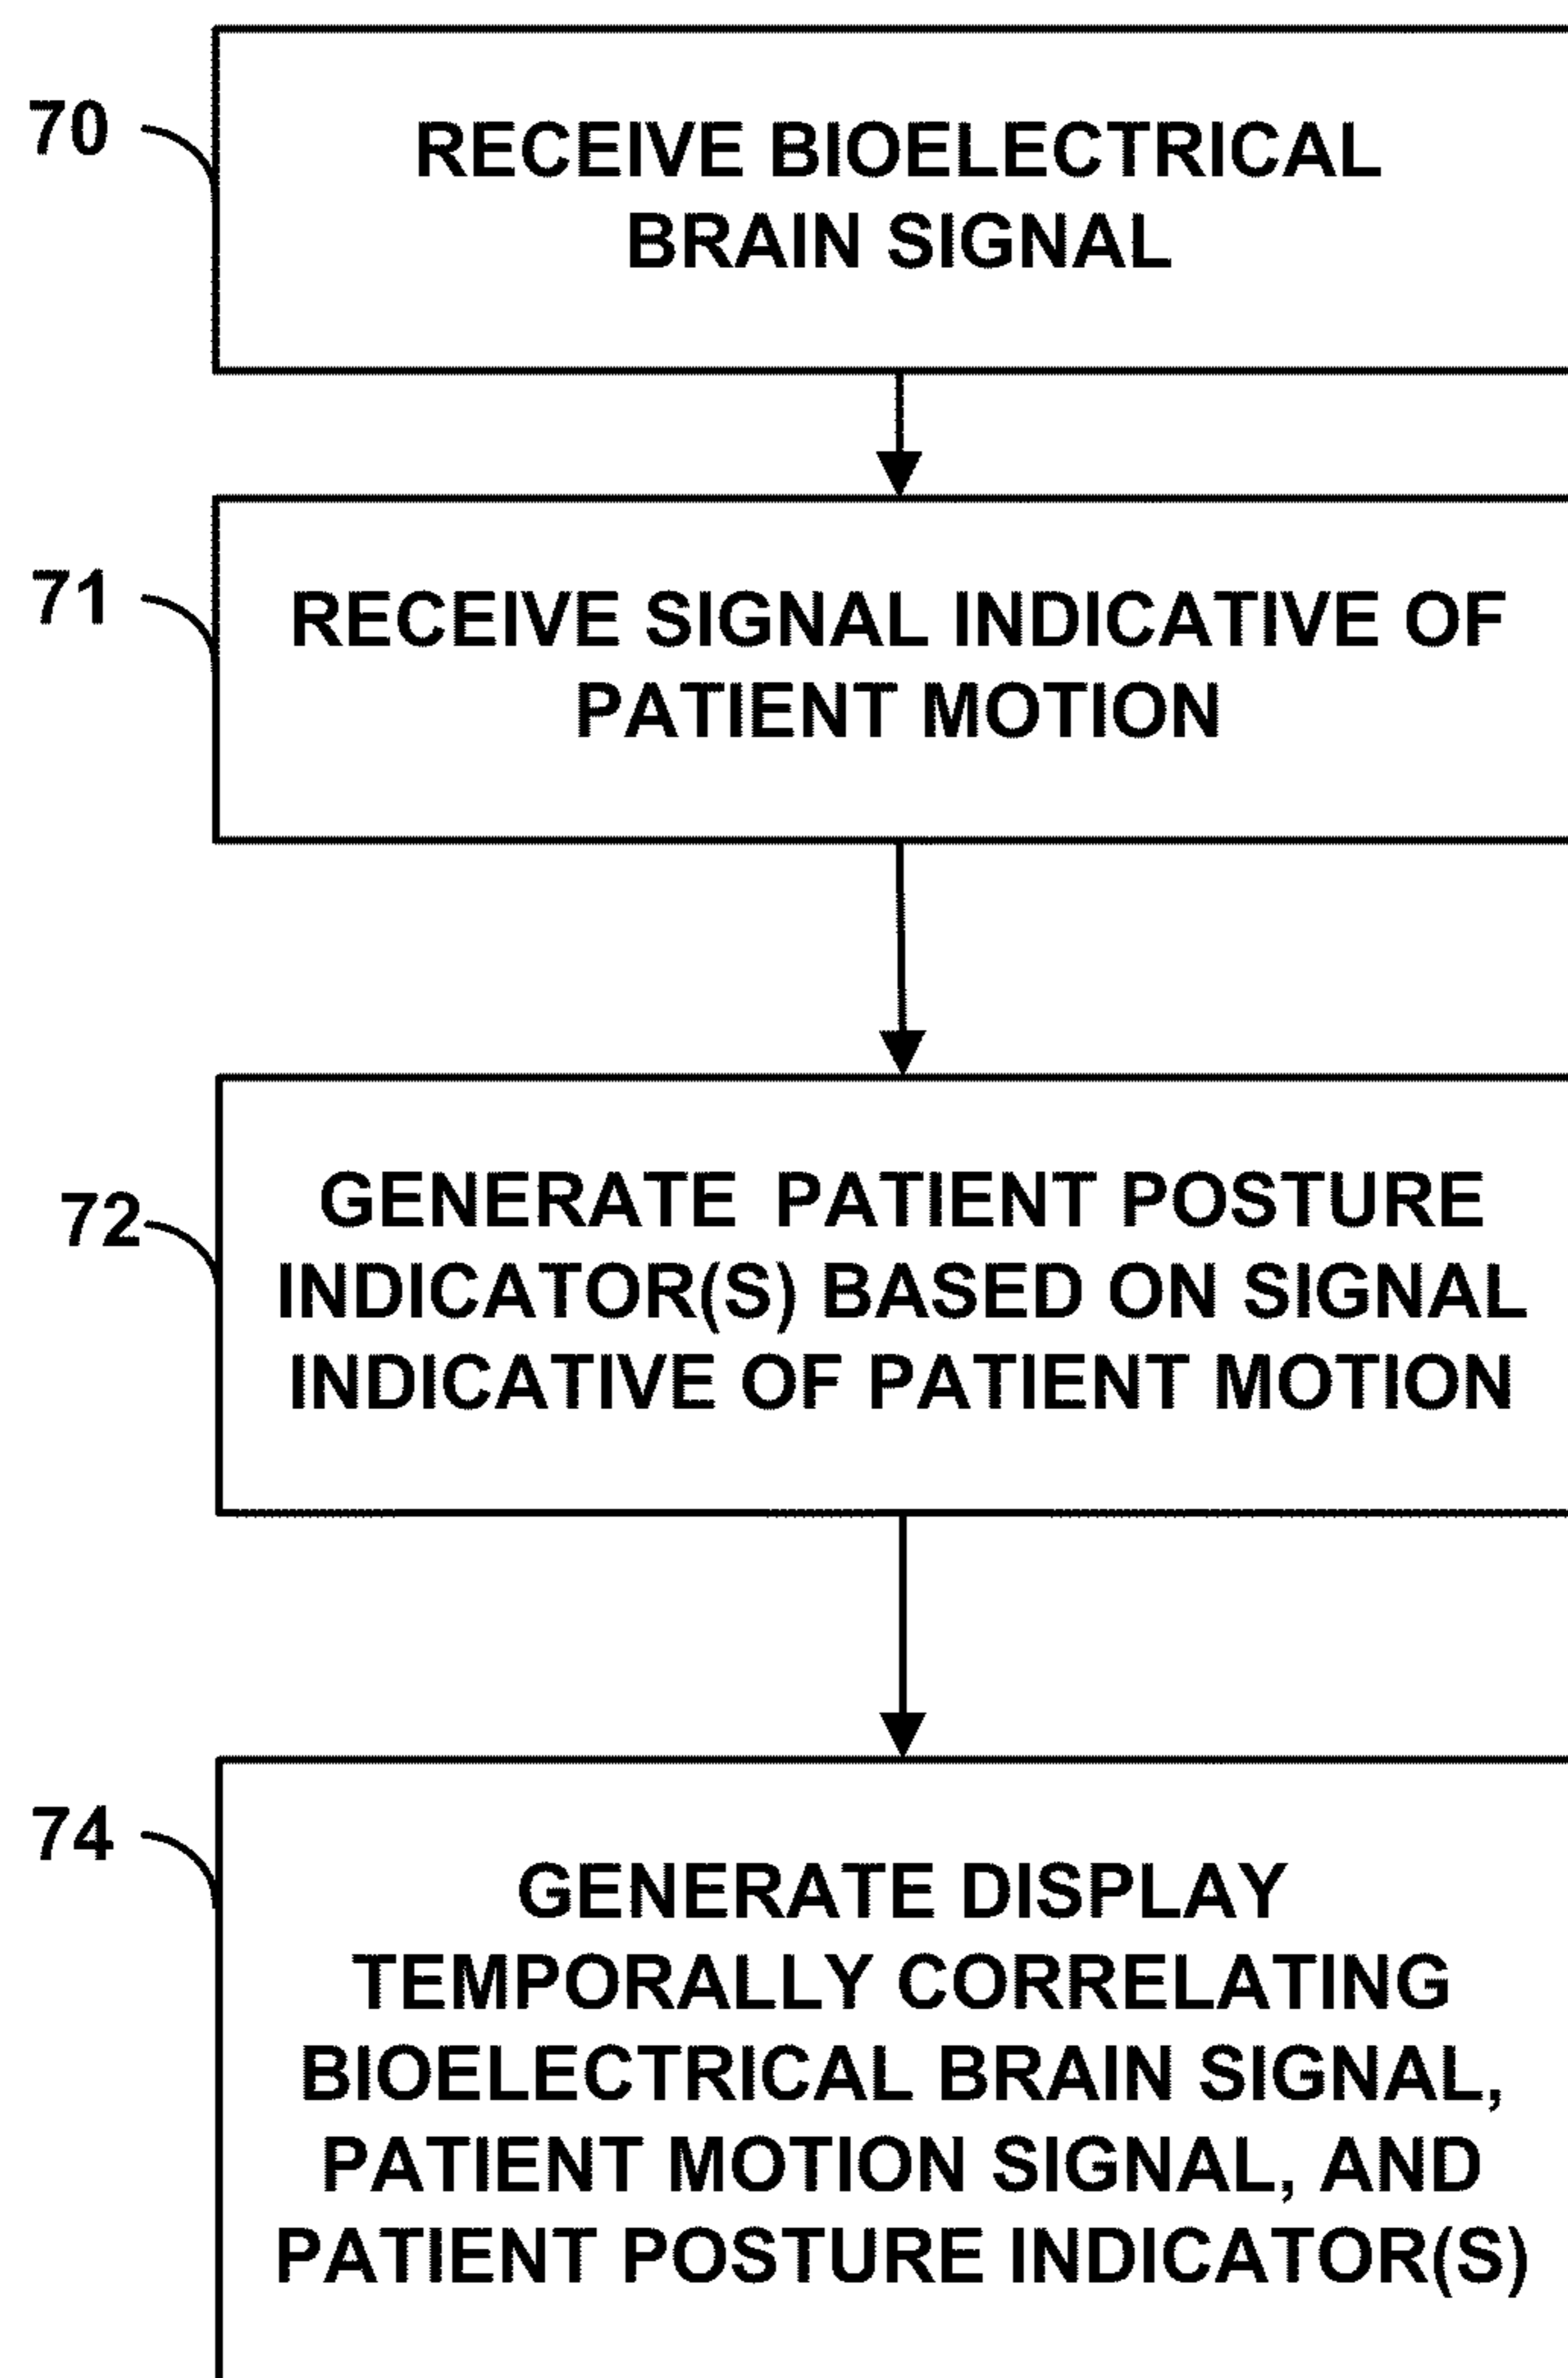 70
RECEIVE BIOELECTRICAL
BRAIN SIGNAL
71
RECEIVE SIGNAL INDICATIVE OF
PATIENT MOTION
72
GENERATE PATIENT POSTURE
INDICATOR(S) BASED ON SIGNAL
INDICATIVE OF PATIENT MOTION
74
GENERATE DISPLAY
TEMPORALLY CORRELATING
BIOELECTRICAL BRAIN SIGNAL,
PATIENT MOTION SIGNAL, AND
PATIENT POSTURE INDICATOR(S)